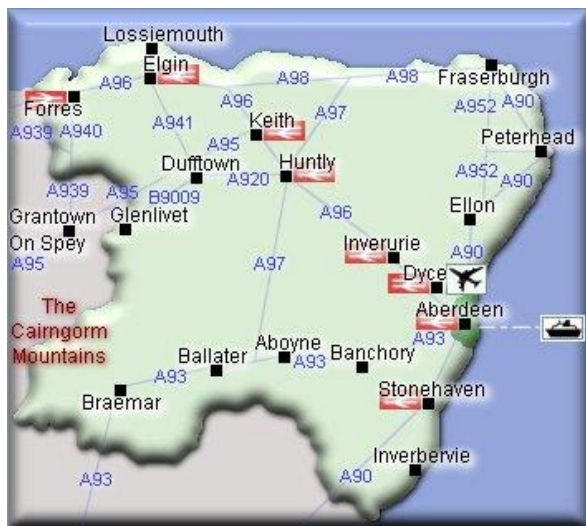 Lossiemouth
Elgin
A98
A98
Fraserburgh
A96
A96
A97
A952
A90
Forres
A939
A940
A941
Keith
A95
Peterhead
Dufftown
Huntly
A920
A952
A90
A939
A95
B9009
Grantown
On Spey
Glenlivet
A96
Ellon
A95
Inverurie
A90
A97
Dyce
The
Cairngorm
Mountains
Aberdeen
A93
Aboyne
A93
Ballater
Banchory
A93
Braemar
Stonehaven
Inverbervie
A93
A90